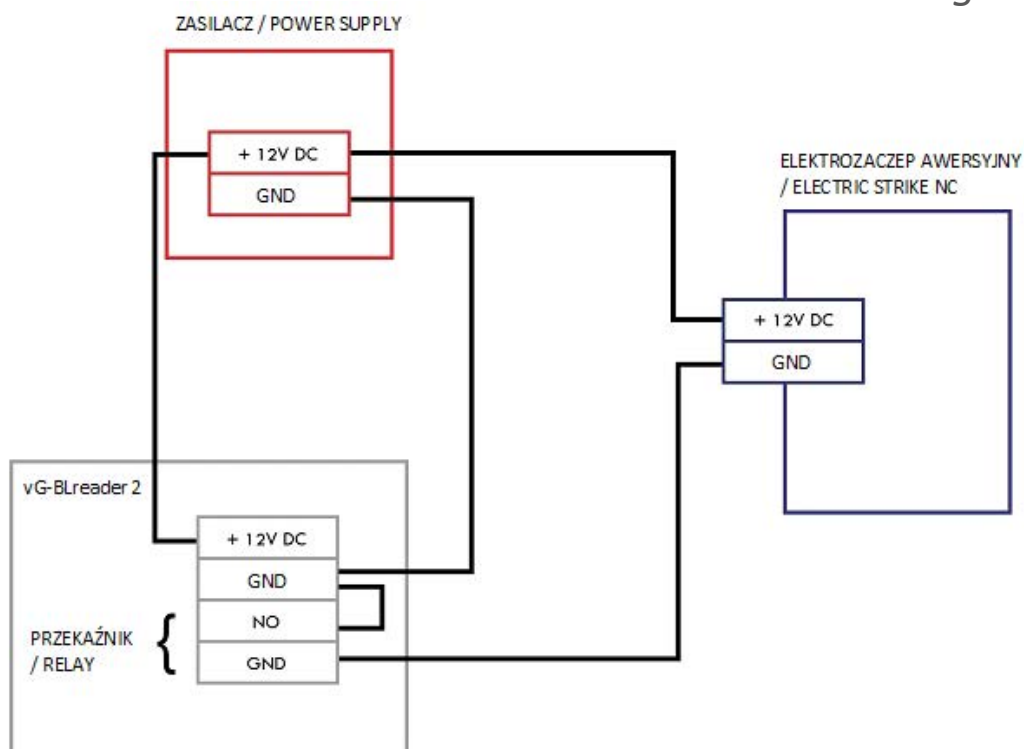 ZASILACZ / POWER SUPPLY
+ 12V DC
GND
ELEKTROZACZEP AWERSYJNY
/ ELECTRIC STRIKE NC
+ 12V DC
GND
vG-BLreader 2
+ 12V DC
GND
NO
GND
PRZEKAŹNIK
/ RELAY